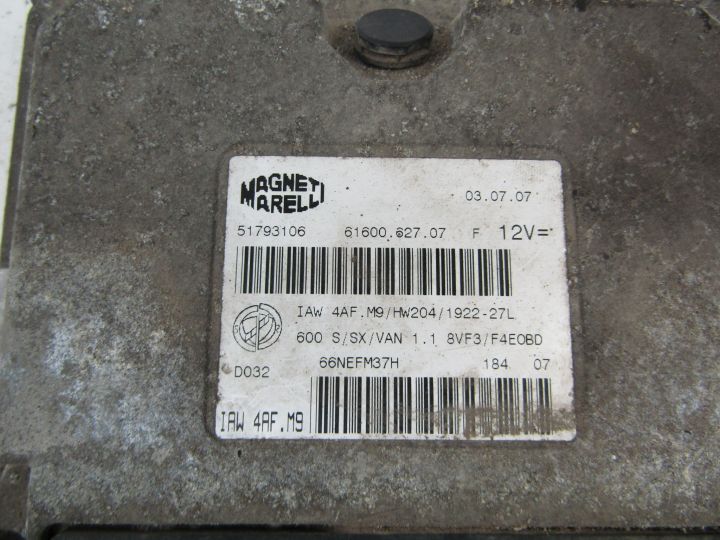 MAGNETI
MARELLI
03.07.07
51793106 61600.627.07 F 12V=
IAW 4AF.M9/HW204/1922-27L
600 S/SX/VAN 1.1 8VF3/F4EOBD
D032 66NEFM37H 184 07
IAW 4AF.M9